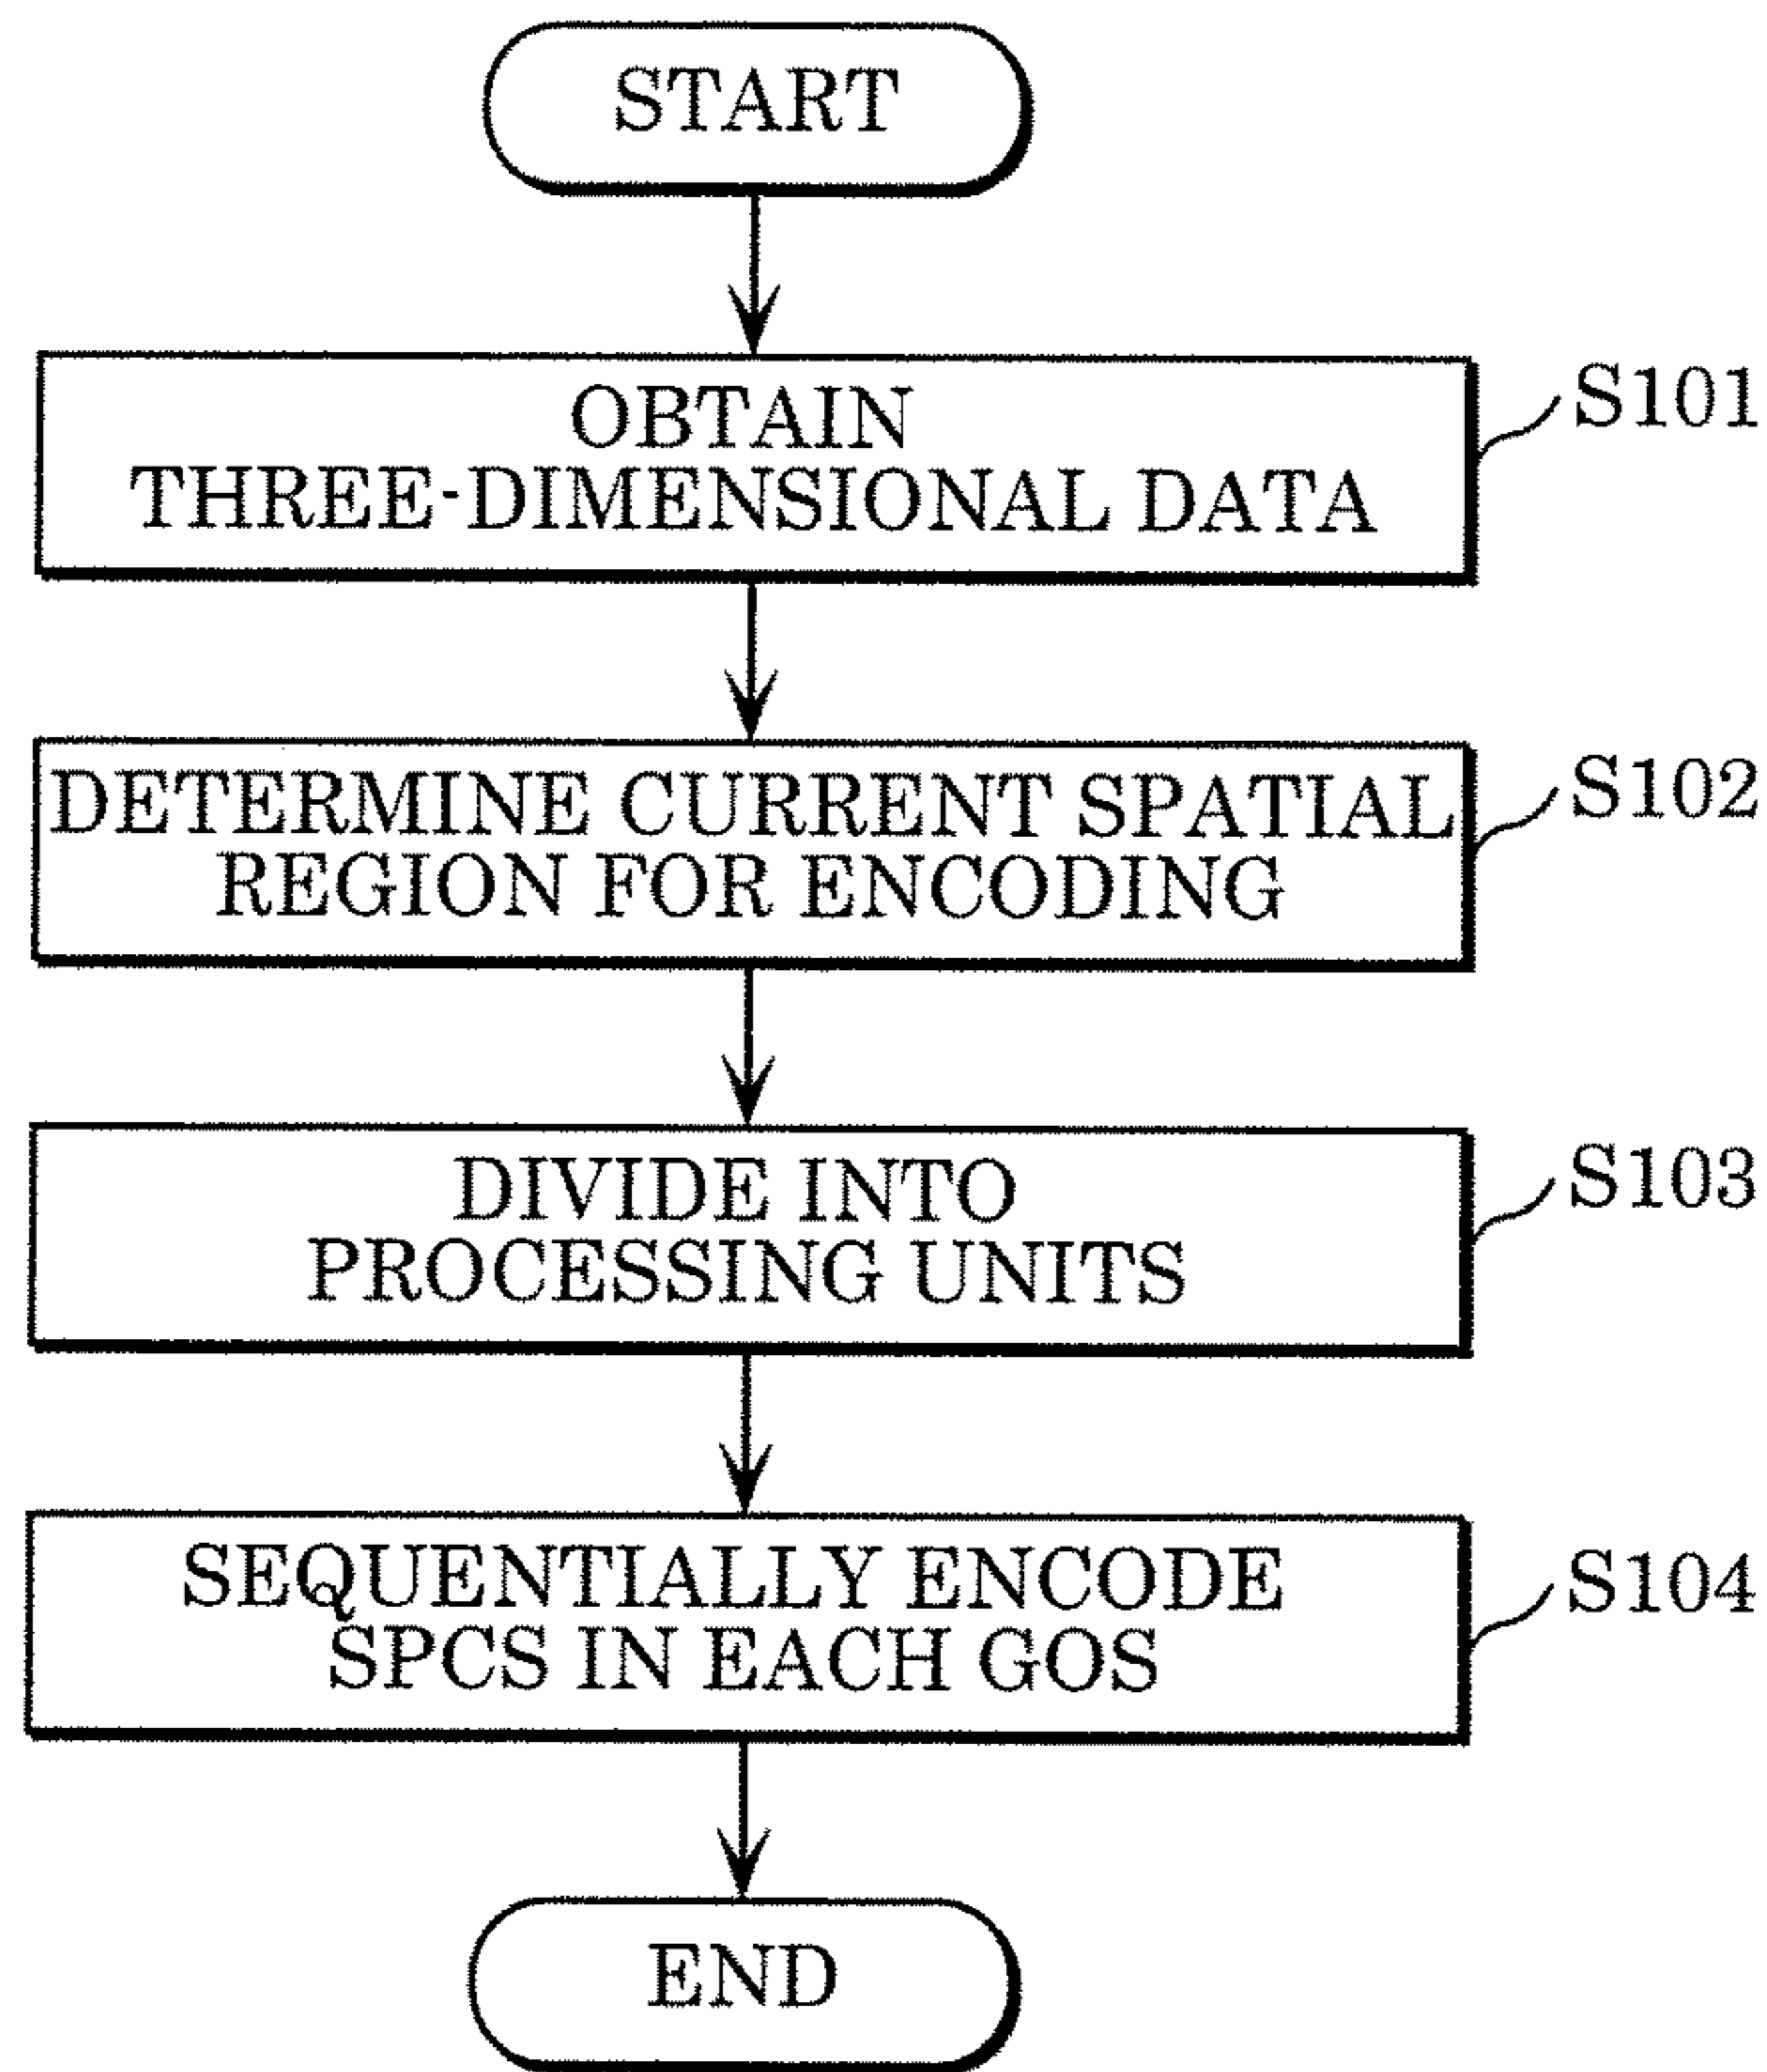 START
OBTAIN
THREE-DIMENSIONAL DATA
S101
DETERMINE CURRENT SPATIAL
REGION FOR ENCODING
S102
DIVIDE INTO
PROCESSING UNITS
S103
SEQUENTIALLY ENCODE
SPCS IN EACH GOS
S104
END